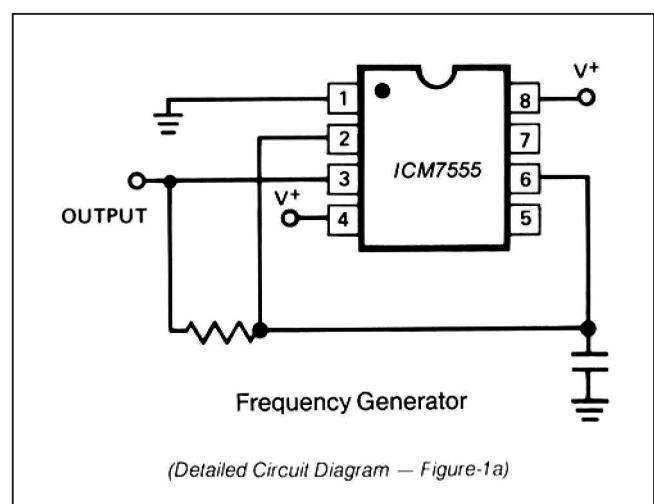 V+
1
8
2
7
ICM7555
3
6
OUTPUT
V+
4
5
Frequency Generator
(Detailed Circuit Diagram — Figure-1a)